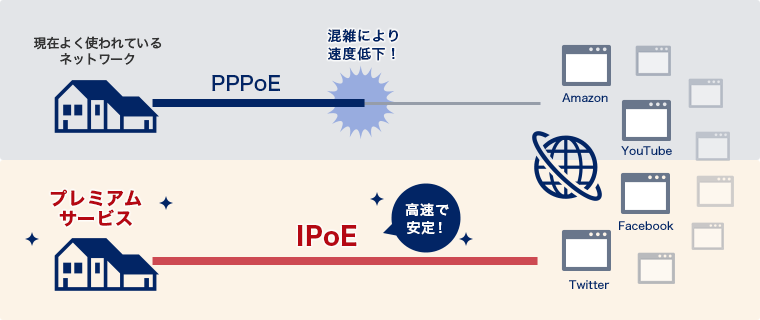 現在よく使われている
ネットワーク
PPPoE
混雑により
速度低下！
Amazon
YouTube
プレミアム
サービス
IPoE
高速で
安定！
Facebook
Twitter